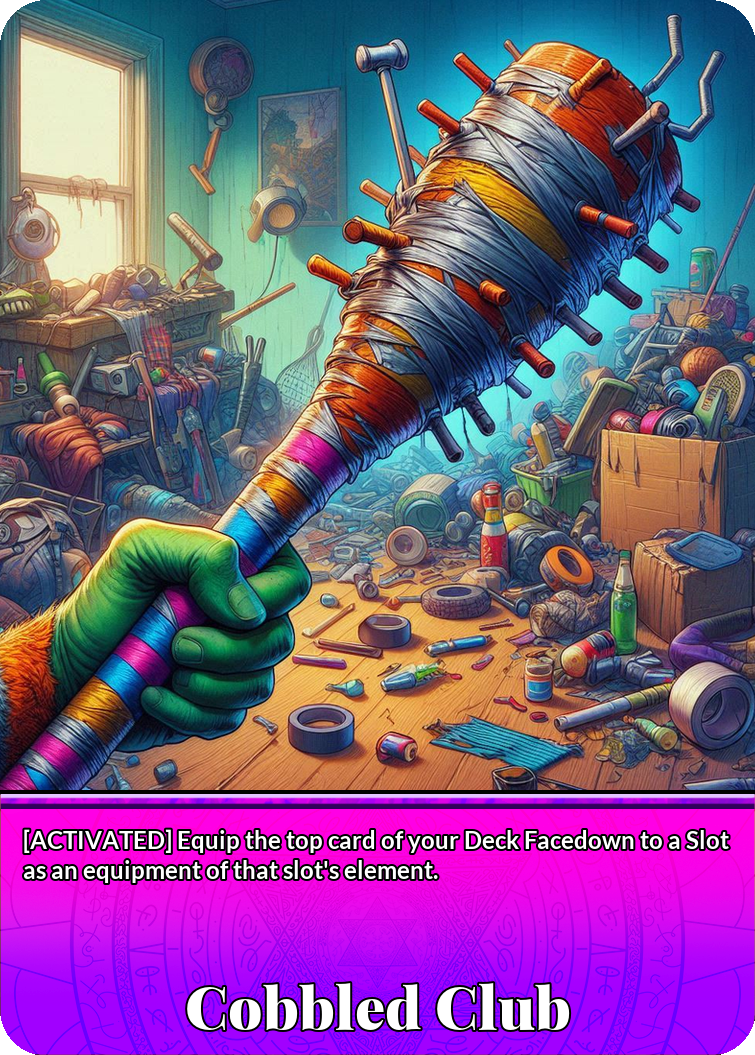 [ACTIVATED] Equip the top card of your Deck Facedown to a Slot
as an equipment of that slot's element.
Cobbled Club